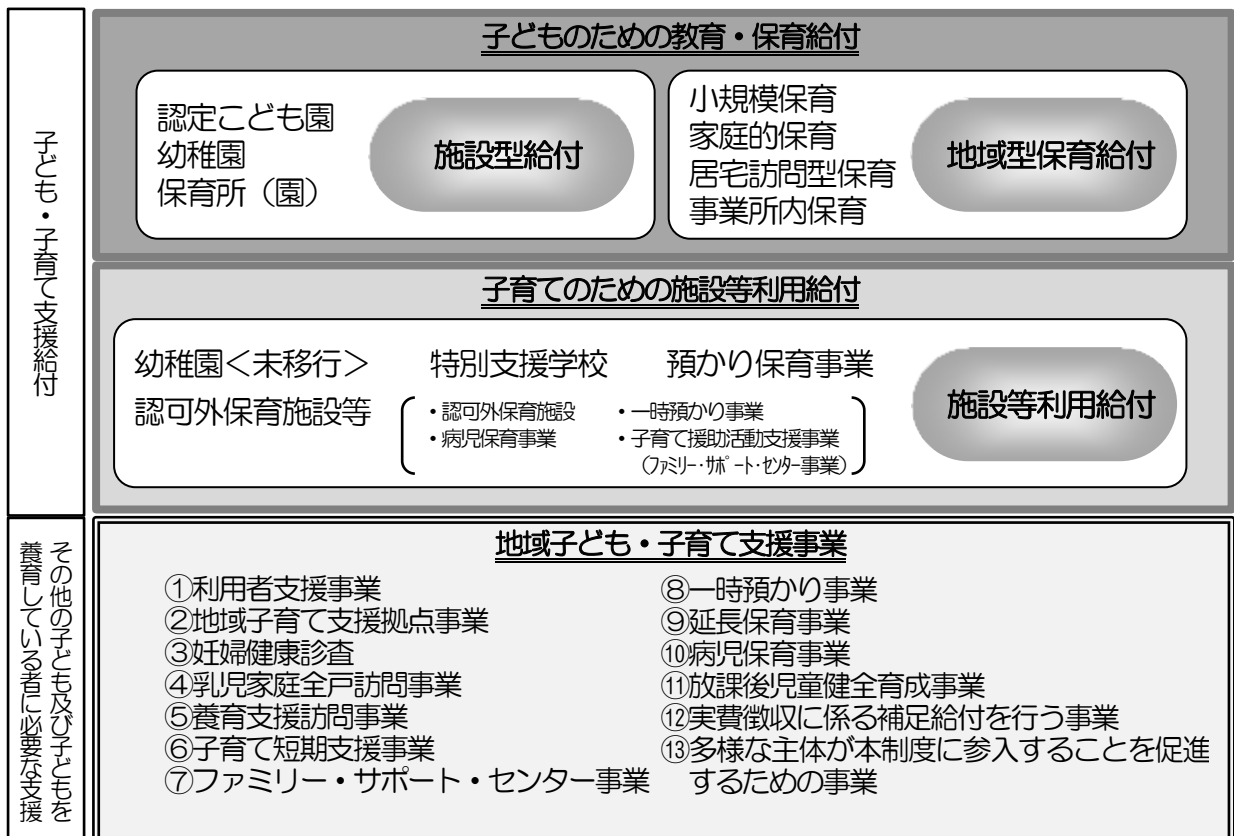 子ども・子育て支援給付
子どものための教育・保育給付
認定こども園
幼稚園
保育所（園）
施設型給付
小規模保育
家庭的保育
居宅訪問型保育
事業所内保育
地域型保育給付
子育てのための施設等利用給付
幼稚園＜未移行＞
特別支援学校
預かり保育事業
認可外保育施設等
・認可外保育施設
・病児保育事業
・一時預かり事業
・子育て援助活動支援事業
（ﾌｧﾐﾘｰ･ｻﾎﾟｰﾄ･ｾﾝﾀｰ事業）
施設等利用給付
その他の子ども及び子どもを
養育している者に必要な支援
地域子ども・子育て支援事業
①利用者支援事業
②地域子育て支援拠点事業
③妊婦健康診査
④乳児家庭全戸訪問事業
⑤養育支援訪問事業
⑥子育て短期支援事業
⑦ファミリー・サポート・センター事業
⑧一時預かり事業
⑨延長保育事業
⑩病児保育事業
⑪放課後児童健全育成事業
⑫実費徴収に係る補足給付を行う事業
⑬多様な主体が本制度に参入することを促進
するための事業